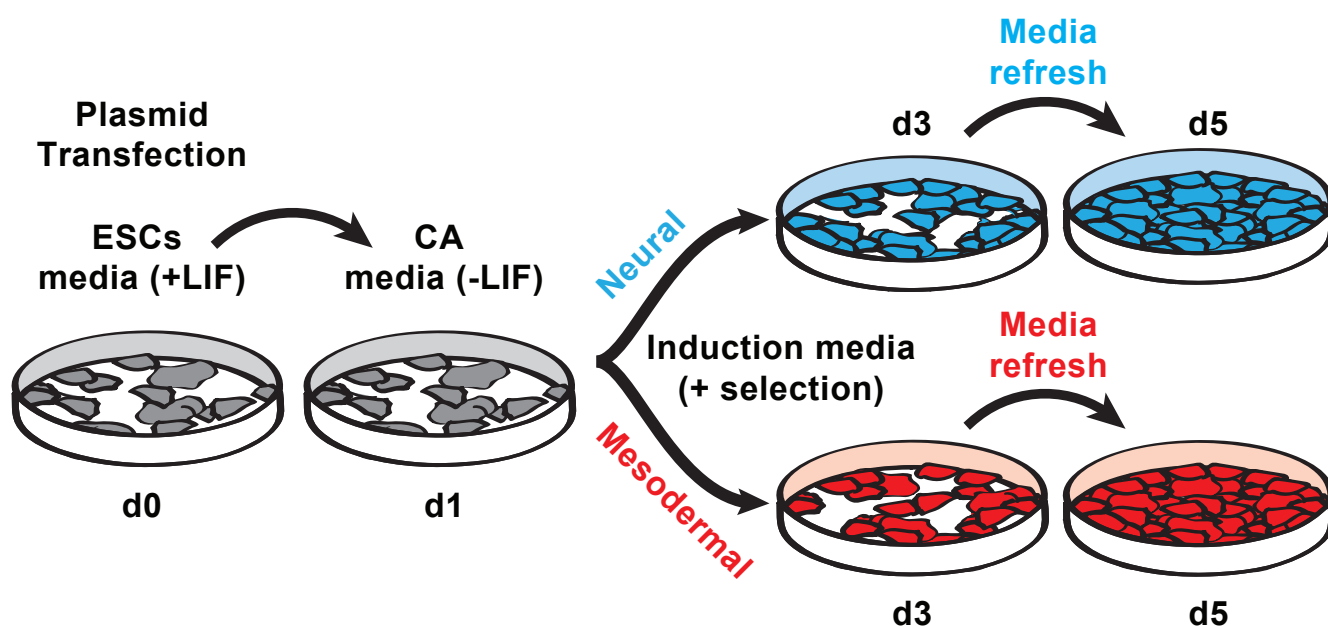 Plasmid
Transfection
ESCs
media (+LIF)
d0
CA
media (-LIF)
d1
Neural
Induction media
(+ selection)
Mesodermal
Media
refresh
d3
d5
Media
refresh
d3
d5